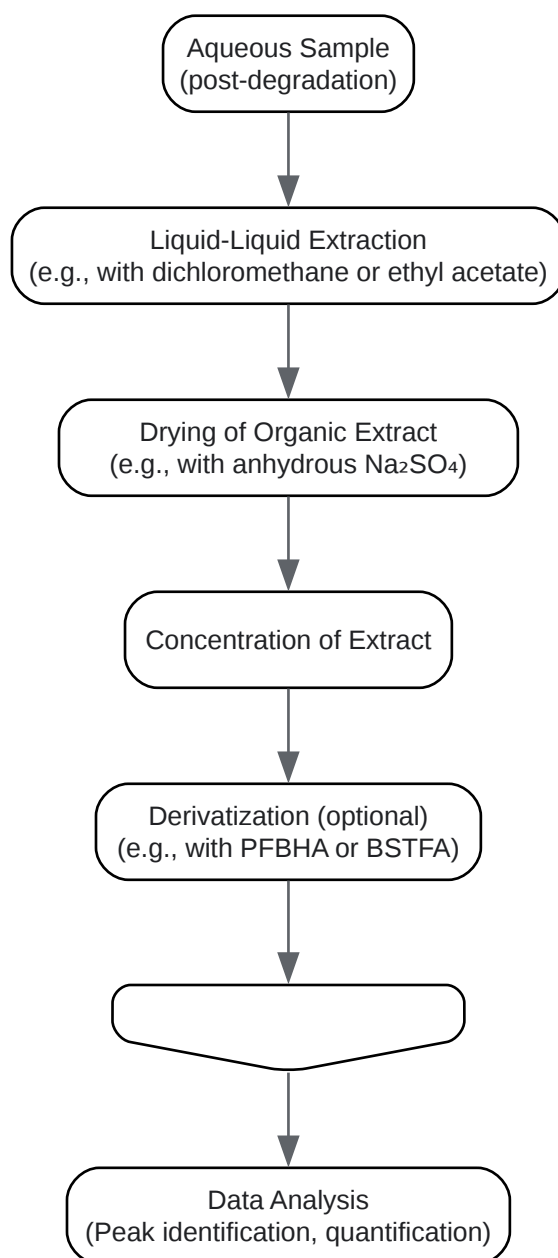 Aqueous Sample
(post-degradation)
Liquid-Liquid Extraction
(e.g., with dichloromethane or ethyl acetate)
Drying of Organic Extract
(e.g., with anhydrous Na₂SO₄)
Concentration of Extract
Derivatization (optional)
(e.g., with PFBHA or BSTFA)
Data Analysis
(Peak identification, quantification)